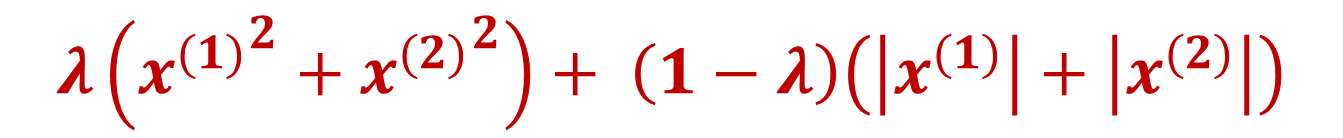 λ(x⁽¹⁾² + x⁽²⁾²) + (1 − λ)(|x⁽¹⁾| + |x⁽²⁾|)